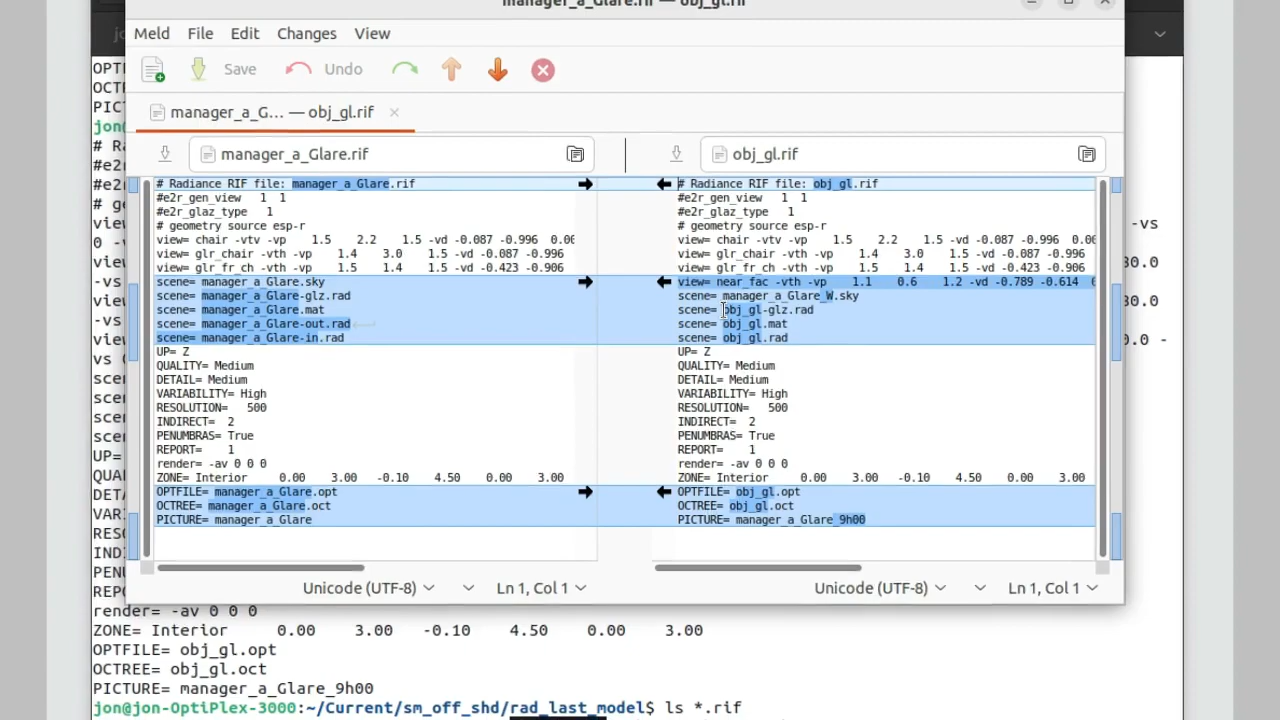 manager_a_Glare.rif — obj_gl.rif
Meld File Edit Changes View
Save Undo
manager_a_G... — obj_gl.rif
manager_a_Glare.rif
# Radiance RIF file: manager_a_Glare.rif
#e2r_gen_view 1 1
#e2r_glaz_type 1
# geometry source esp-r
view= chair -vtv -vp 1.5 2.2 1.5 -vd -0.087 -0.996 0.00
view= glr_chair -vth -vp 1.4 3.0 1.5 -vd -0.087 -0.996
view= glr_fr_ch -vth -vp 1.5 1.4 1.5 -vd -0.423 -0.906
scene= manager_a_Glare.sky
scene= manager_a_Glare-glz.rad
scene= manager_a_Glare.mat
scene= manager_a_Glare-out.rad
scene= manager_a_Glare-in.rad
UP= Z
QUALITY= Medium
DETAIL= Medium
VARIABILITY= High
RESOLUTION= 500
INDIRECT= 2
PENUMBRAS= True
REPORT= 1
render= -av 0 0 0
ZONE= Interior 0.00 3.00 -0.10 4.50 0.00 3.00
OPTFILE= manager_a_Glare.opt
OCTREE= manager_a_Glare.oct
PICTURE= manager_a_Glare
Unicode (UTF-8) Ln 1, Col 1
obj_gl.rif
# Radiance RIF file: obj_gl.rif
#e2r_gen_view 1 1
#e2r_glaz_type 1
# geometry source esp-r
view= chair -vtv -vp 1.5 2.2 1.5 -vd -0.087 -0.996 0.00
view= glr_chair -vth -vp 1.4 3.0 1.5 -vd -0.087 -0.996
view= glr_fr_ch -vth -vp 1.5 1.4 1.5 -vd -0.423 -0.906
view= near_fac -vth -vp 1.1 0.6 1.2 -vd -0.789 -0.614
scene= manager_a_Glare_W.sky
scene= obj_gl-glz.rad
scene= obj_gl.mat
scene= obj_gl.rad
UP= Z
QUALITY= Medium
DETAIL= Medium
VARIABILITY= High
RESOLUTION= 500
INDIRECT= 2
PENUMBRAS= True
REPORT= 1
render= -av 0 0 0
ZONE= Interior 0.00 3.00 -0.10 4.50 0.00 3.00
OPTFILE= obj_gl.opt
OCTREE= obj_gl.oct
PICTURE= manager_a_Glare_9h00
Unicode (UTF-8) Ln 1, Col 1
render= -av 0 0 0
ZONE= Interior 0.00 3.00 -0.10 4.50 0.00 3.00
OPTFILE= obj_gl.opt
OCTREE= obj_gl.oct
PICTURE= manager_a_Glare_9h00
jon@jon-OptiPlex-3000:~/Current/sm_off_shd/rad_last_model$ ls *.rif